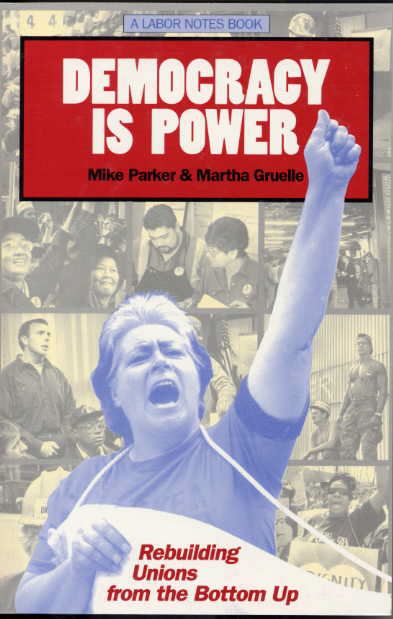 A LABOR NOTES BOOK
DEMOCRACY
IS POWER
Mike Parker & Martha Gruelle
Rebuilding
Unions
from the Bottom Up